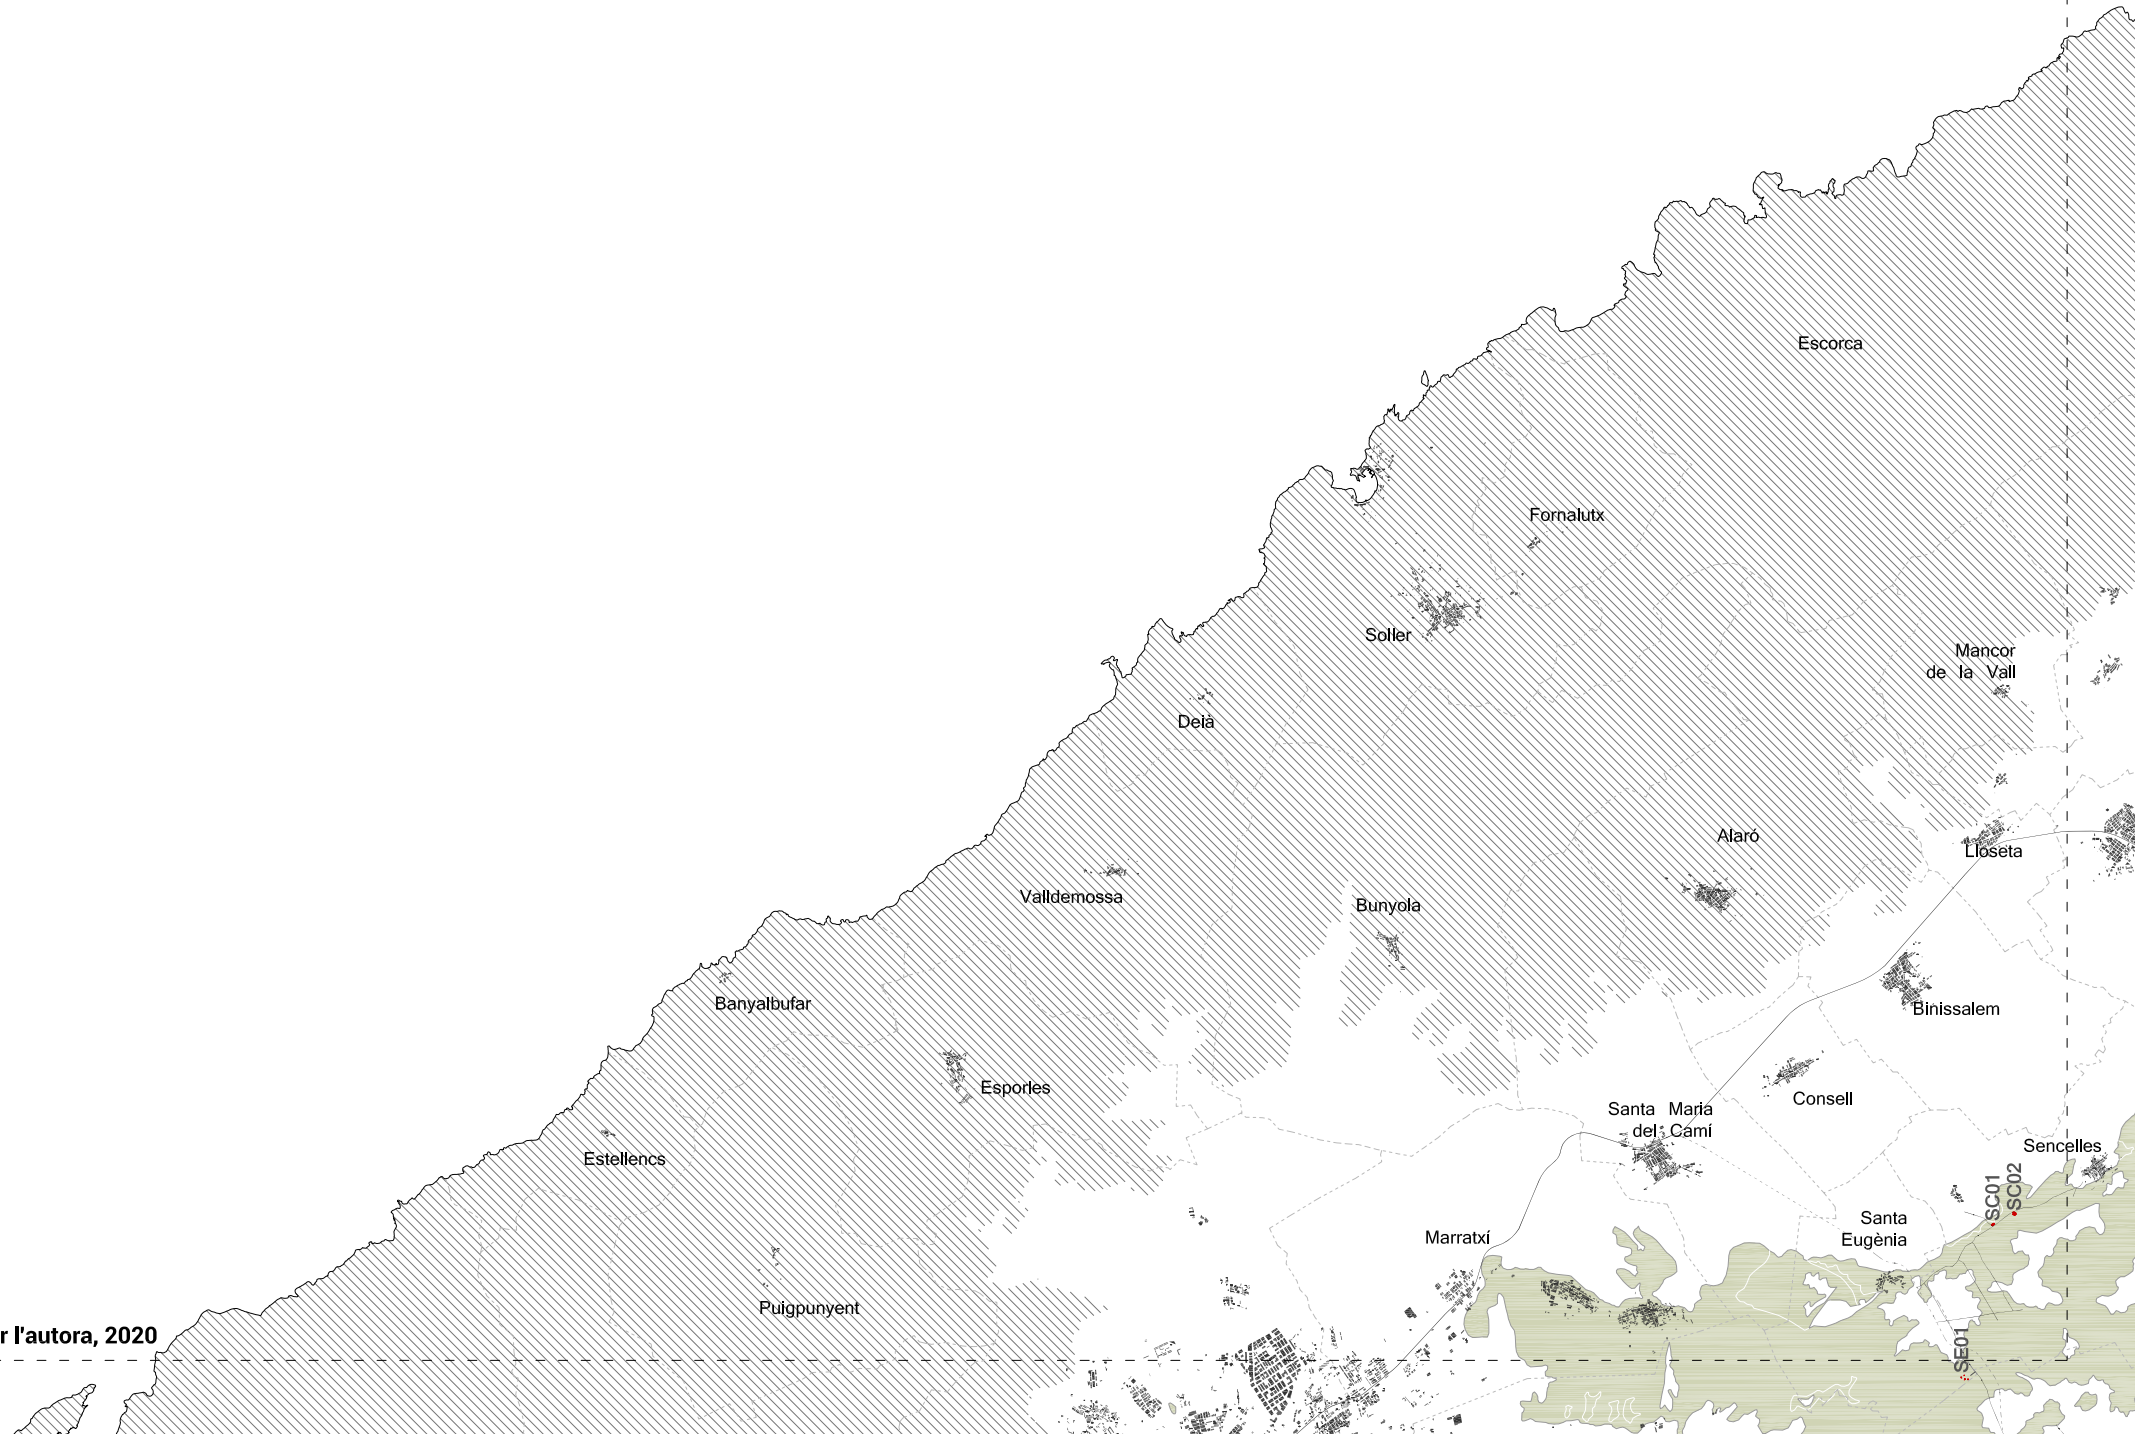 Escorca
Fornalutx
Soller
Mancor
de la Vall
Deià
Alaró
Lloseta
Valldemossa
Bunyola
Banyalbufar
Binissalem
Esporles
Consell
Santa Maria
del Camí
Estellencs
Sencelles
SC01
SC02
Santa
Eugènia
Marratxí
Puigpunyent
r l'autora, 2020
SE01